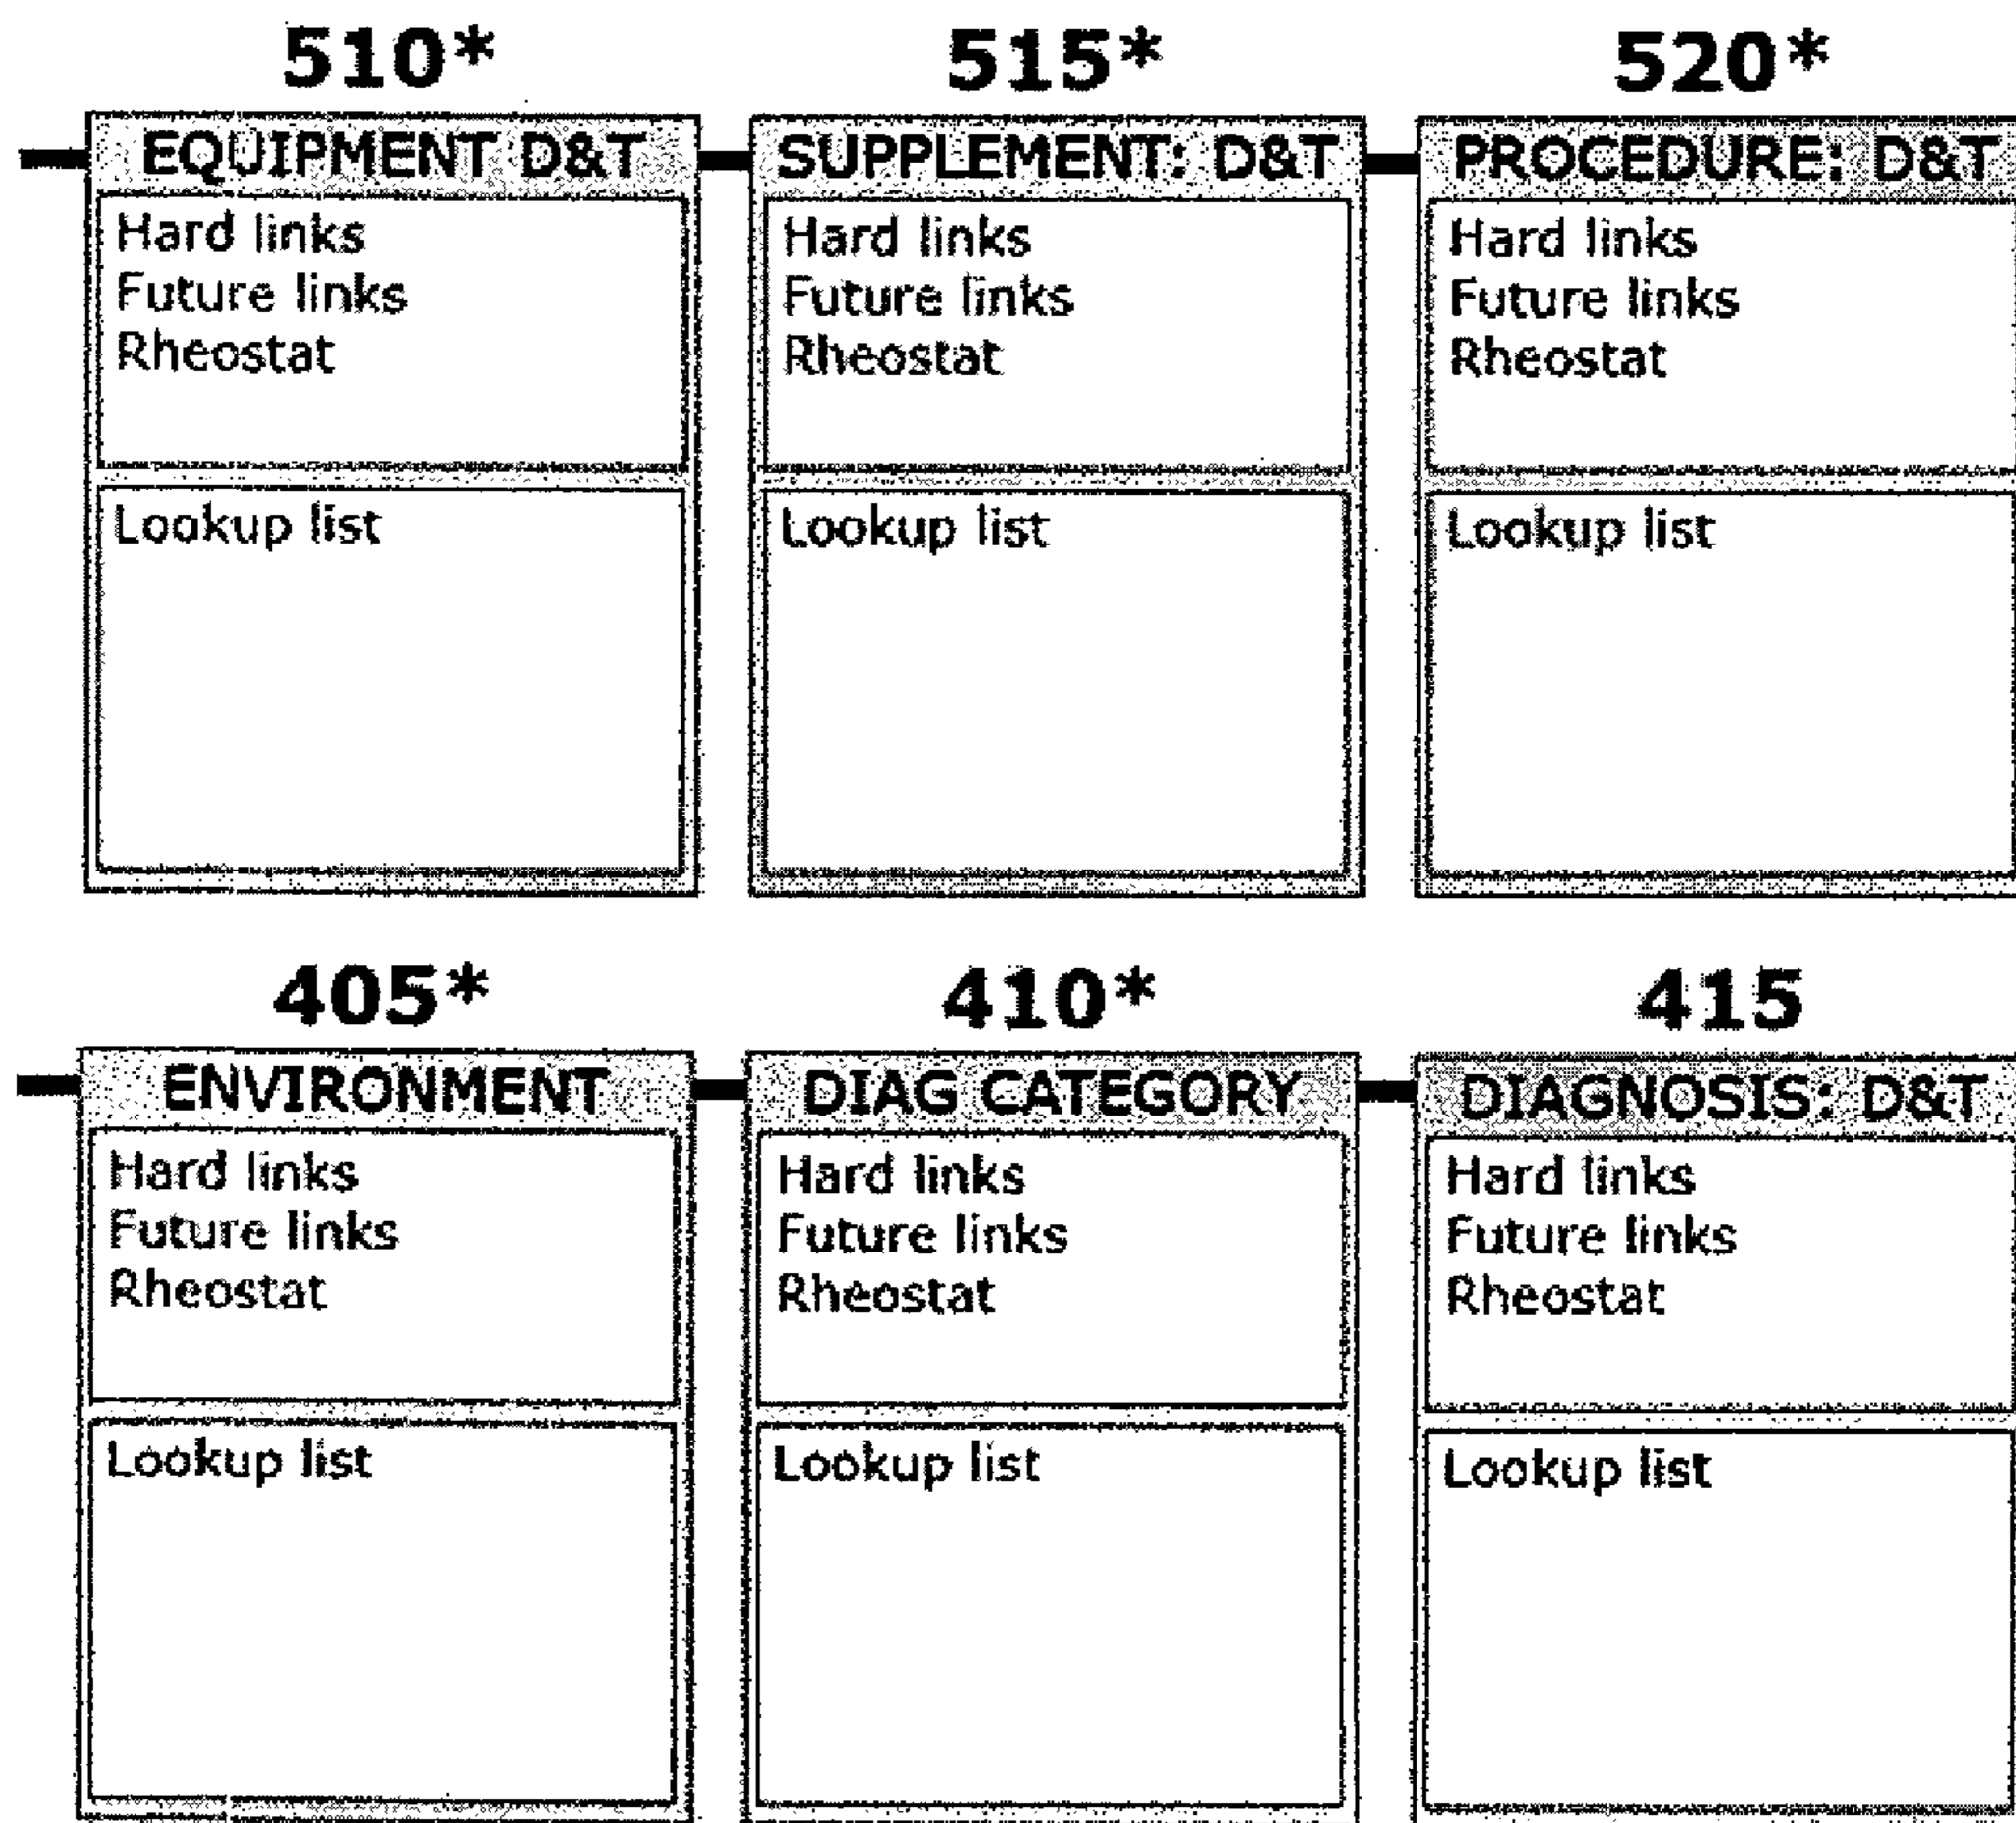 510* 515* 520*
EQUIPMENT D&T SUPPLEMENT: D&T PROCEDURE: D&T
Hard links Hard links Hard links
Future links Future links Future links
Rheostat Rheostat Rheostat
Lookup list Lookup list Lookup list
405* 410* 415
ENVIRONMENT DIAG CATEGORY DIAGNOSIS: D&T
Hard links Hard links Hard links
Future links Future links Future links
Rheostat Rheostat Rheostat
Lookup list Lookup list Lookup list